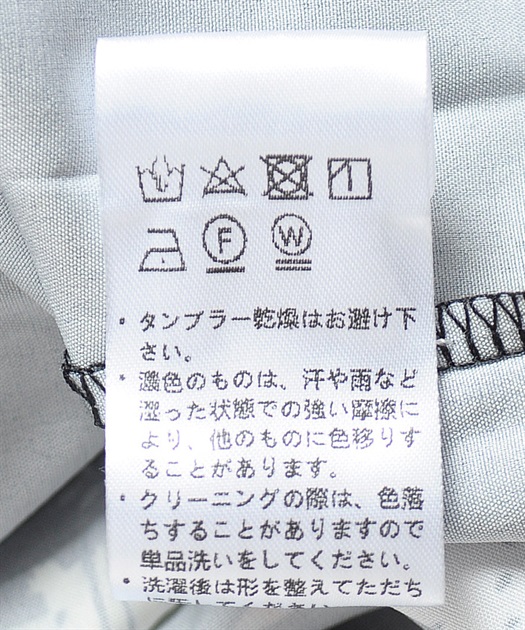 F W
・タンブラー乾燥はお避け下
さい。
・濃色のものは、汗や雨など
湿った状態での強い摩擦に
より、他のものに色移りす
ることがあります。
・クリーニングの際は、色落
ちすることがありますので
単品洗いをしてください。
・洗濯後は形を整えてただち